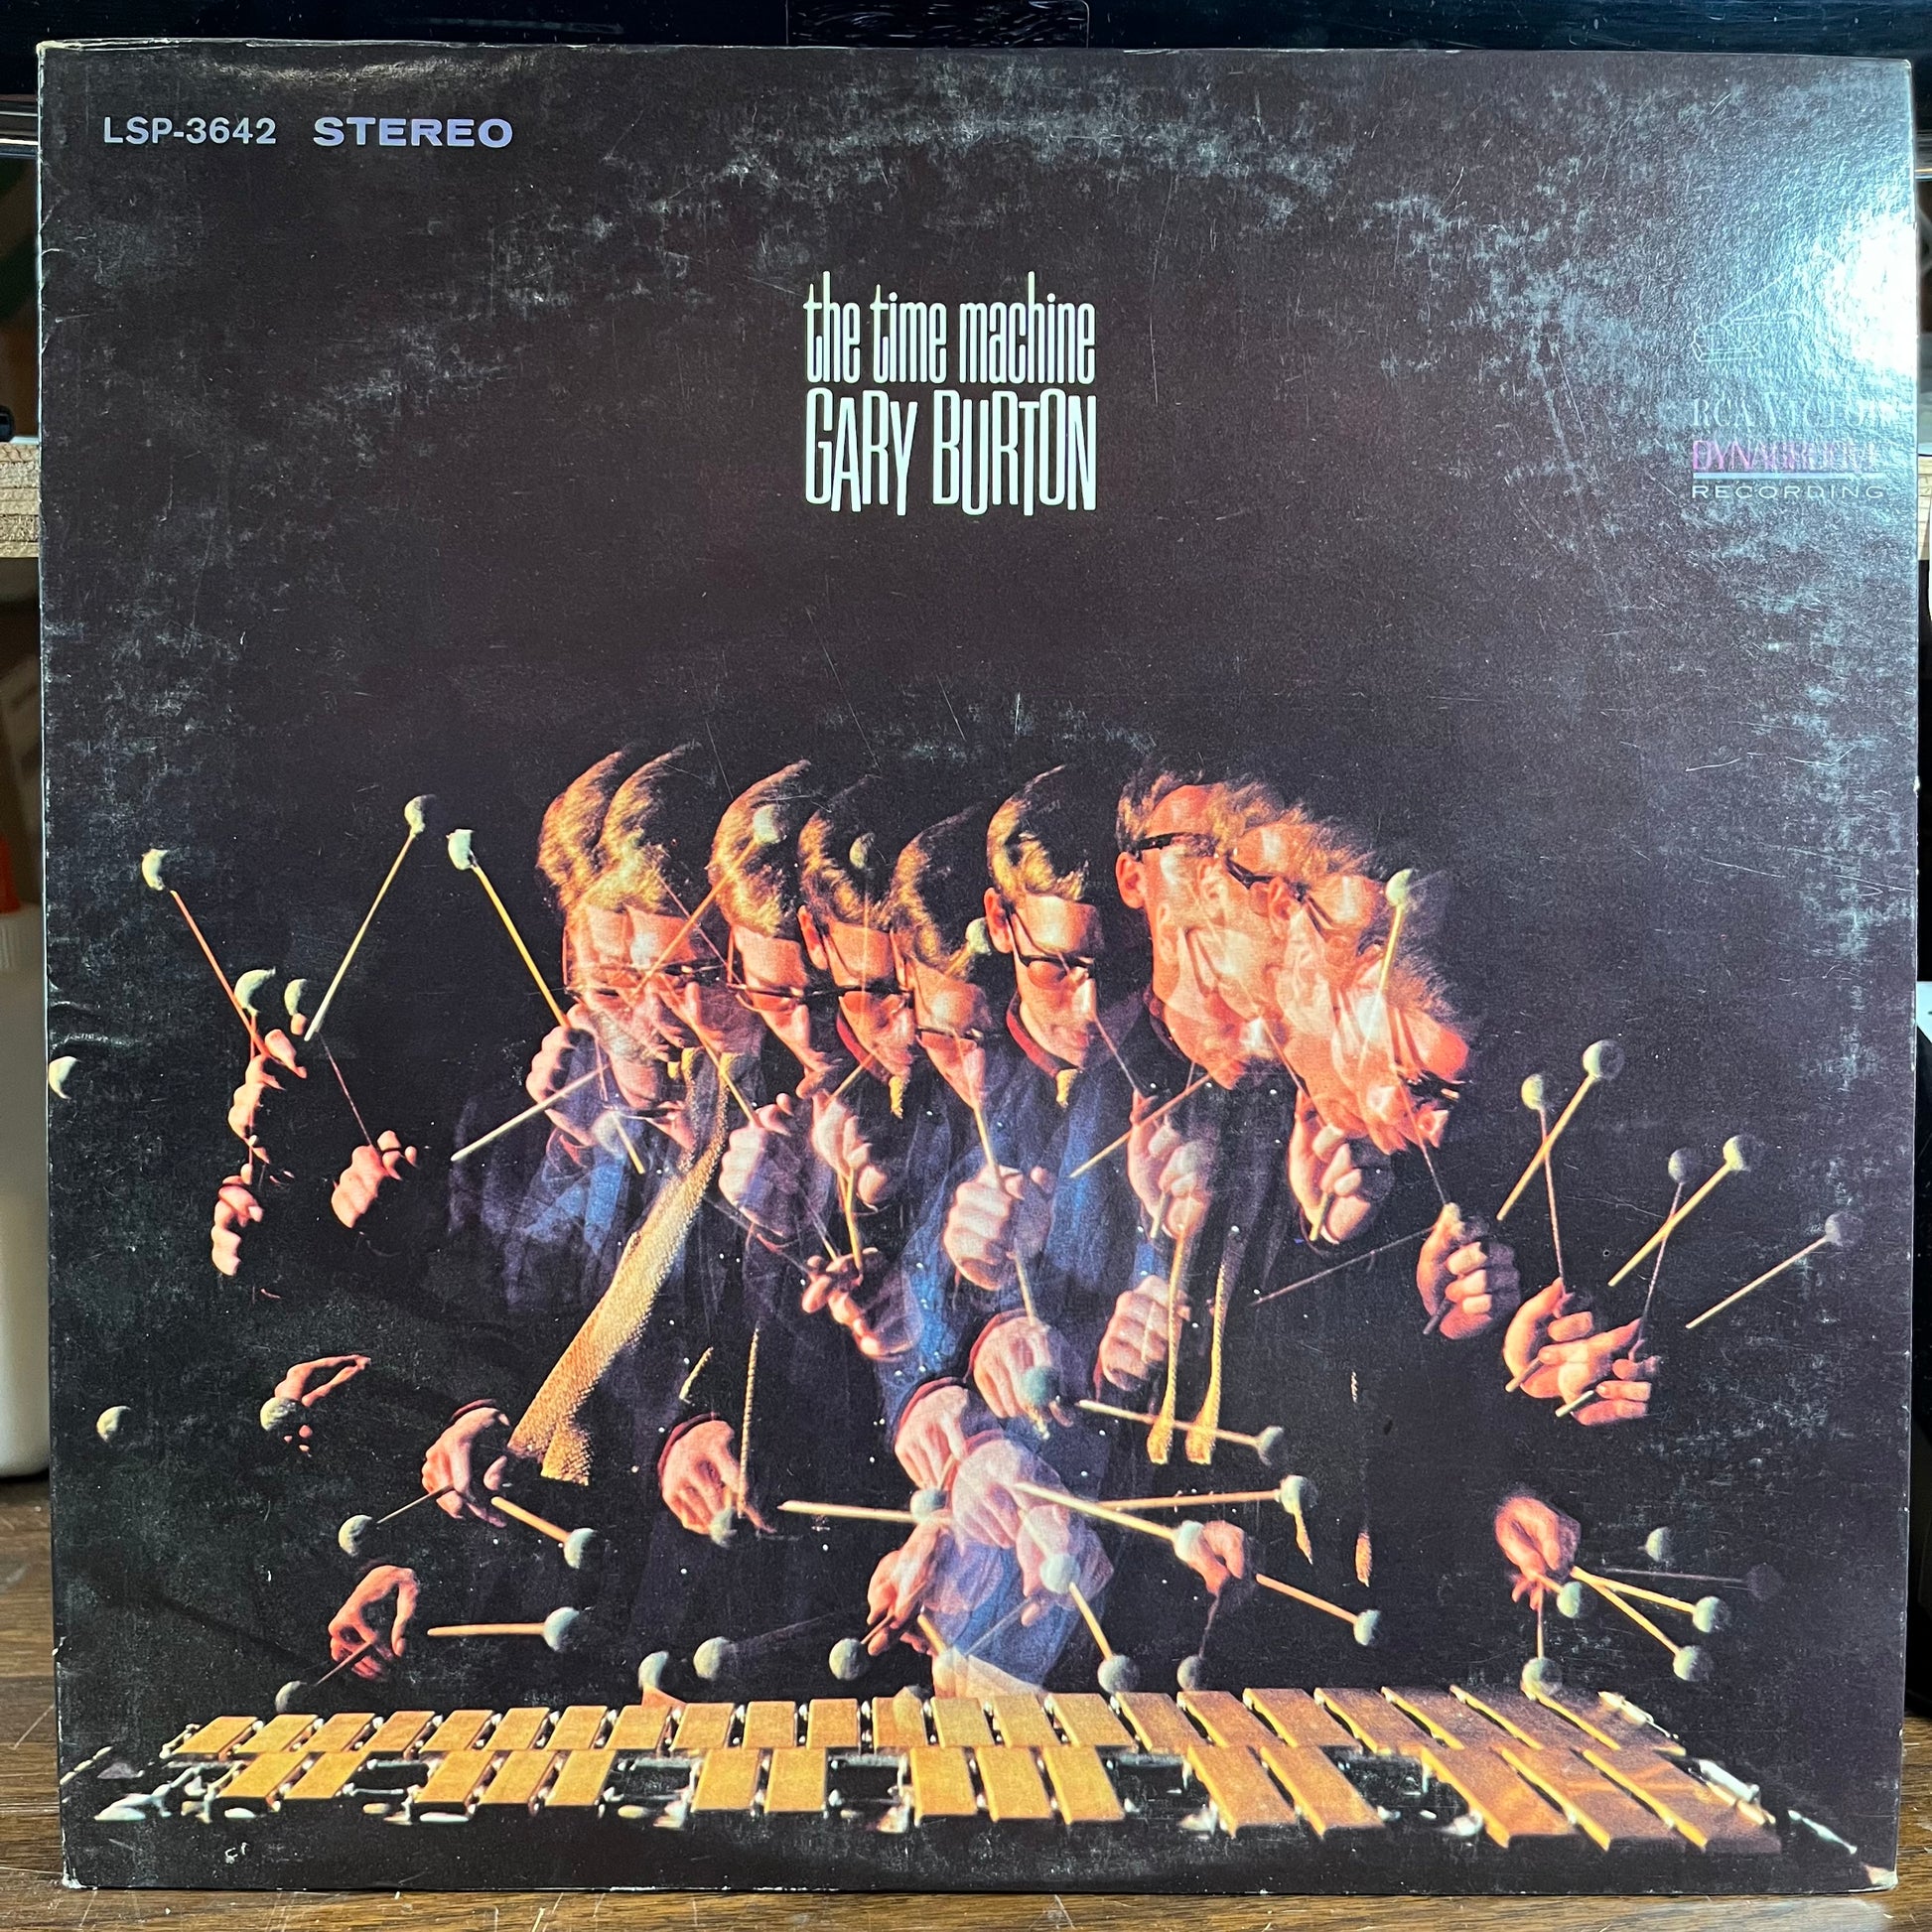 LSP-3642 STEREO
the time machine
GARY BURTON
RCA VICTOR
DYNAGROOVE
RECORDING